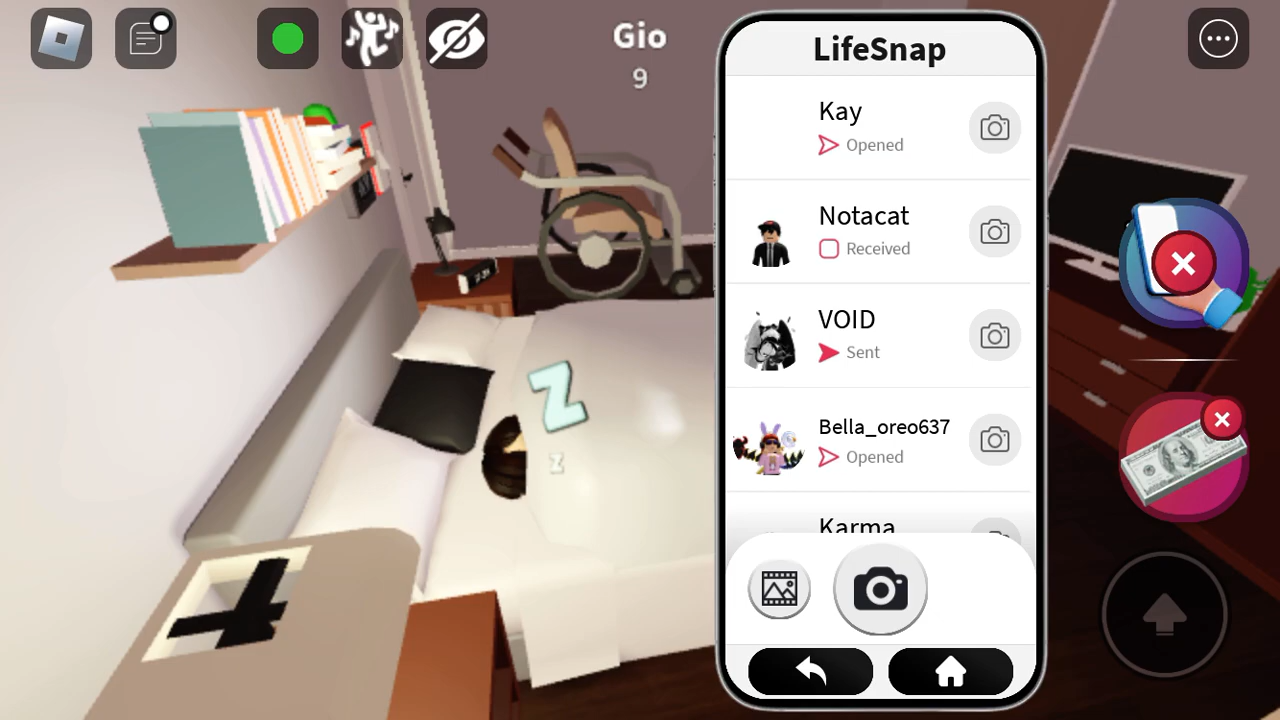 Gio
9
LifeSnap
Kay
Opened
Notacat
Received
VOID
Sent
Bella_oreo637
Opened
Karma
Z
z